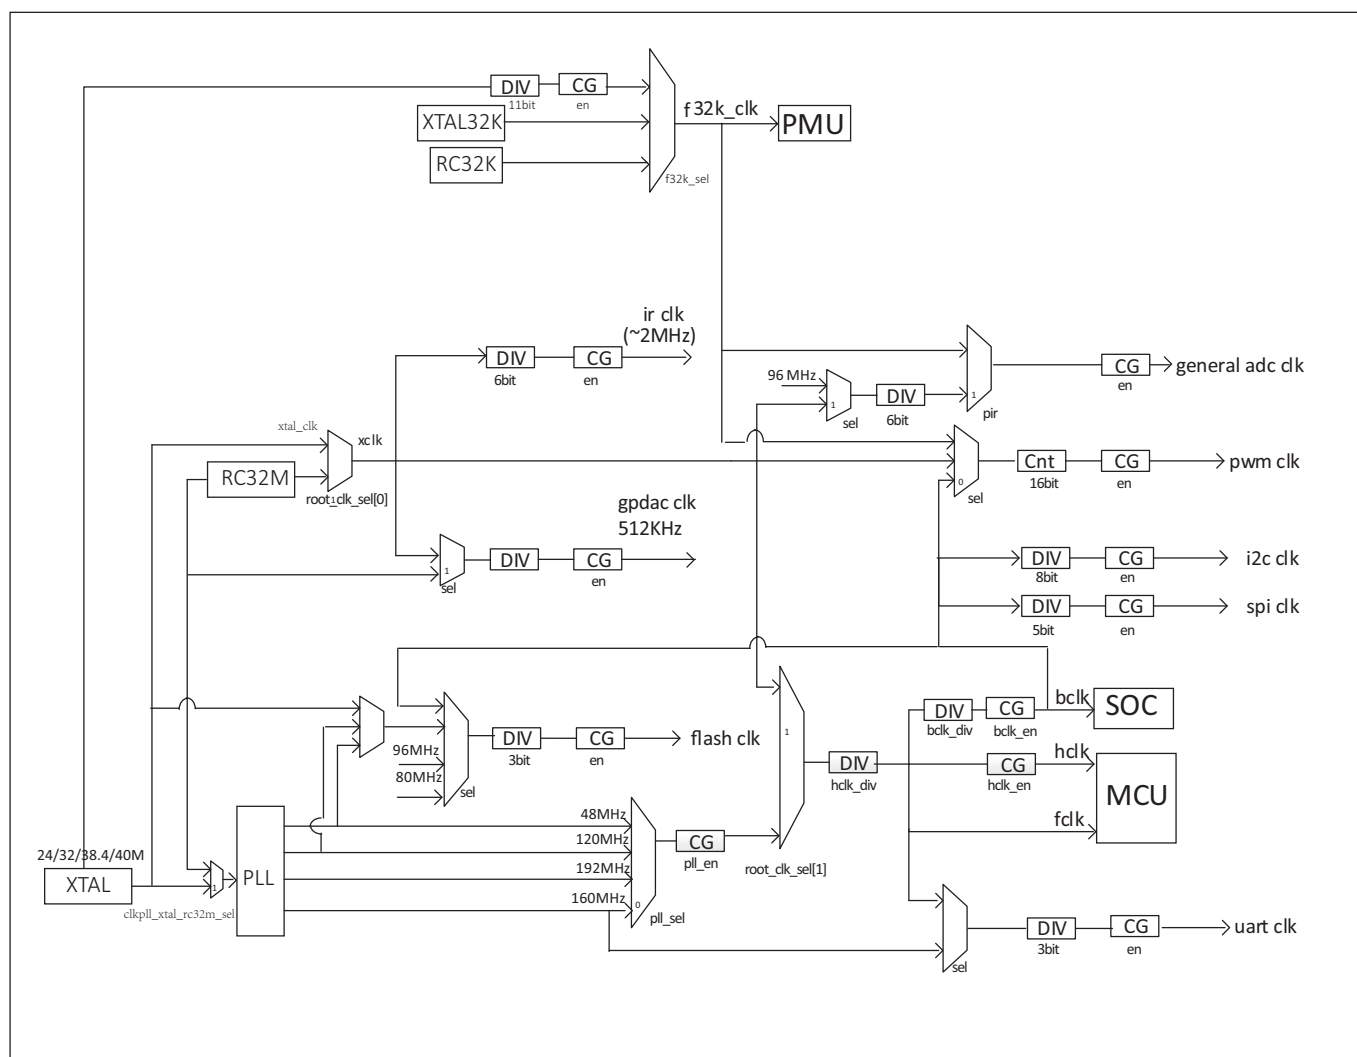 DIV
CG
11bit
en
f32k_clk
XTAL32K
PMU
RC32K
f32k_sel
ir clk
(~2MHz)
DIV
CG
6bit
en
96 MHz
1
sel
DIV
6bit
1
pir
CG
en
general adc clk
xtal_clk
xclk
RC32M
root1clk_sel[0]
0
sel
Cnt
16bit
CG
en
pwm clk
gpdac clk
512KHz
1
sel
DIV
CG
en
DIV
8bit
CG
en
i2c clk
DIV
5bit
CG
en
spi clk
96MHz
80MHz
sel
DIV
3bit
CG
en
flash clk
1
root_clk_sel[1]
DIV
hclk_div
DIV
bclk_div
CG
bclk_en
bclk
SOC
CG
hclk_en
hclk
MCU
fclk
48MHz
120MHz
192MHz
160MHz
0
pll_sel
CG
pll_en
24/32/38.4/40M
XTAL
1
clkpll_xtal_rc32m_sel
PLL
sel
DIV
3bit
CG
en
uart clk